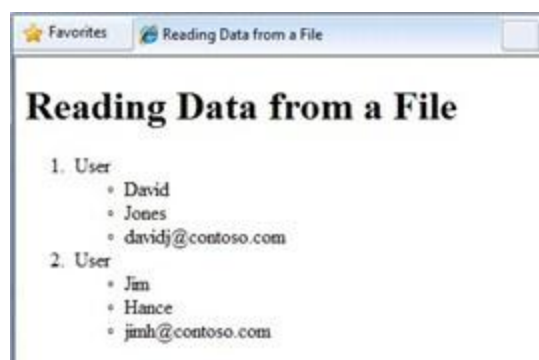 Favorites Reading Data from a File
Reading Data from a File
1. User
David
Jones
davidj@contoso.com
2. User
Jim
Hance
jimh@contoso.com